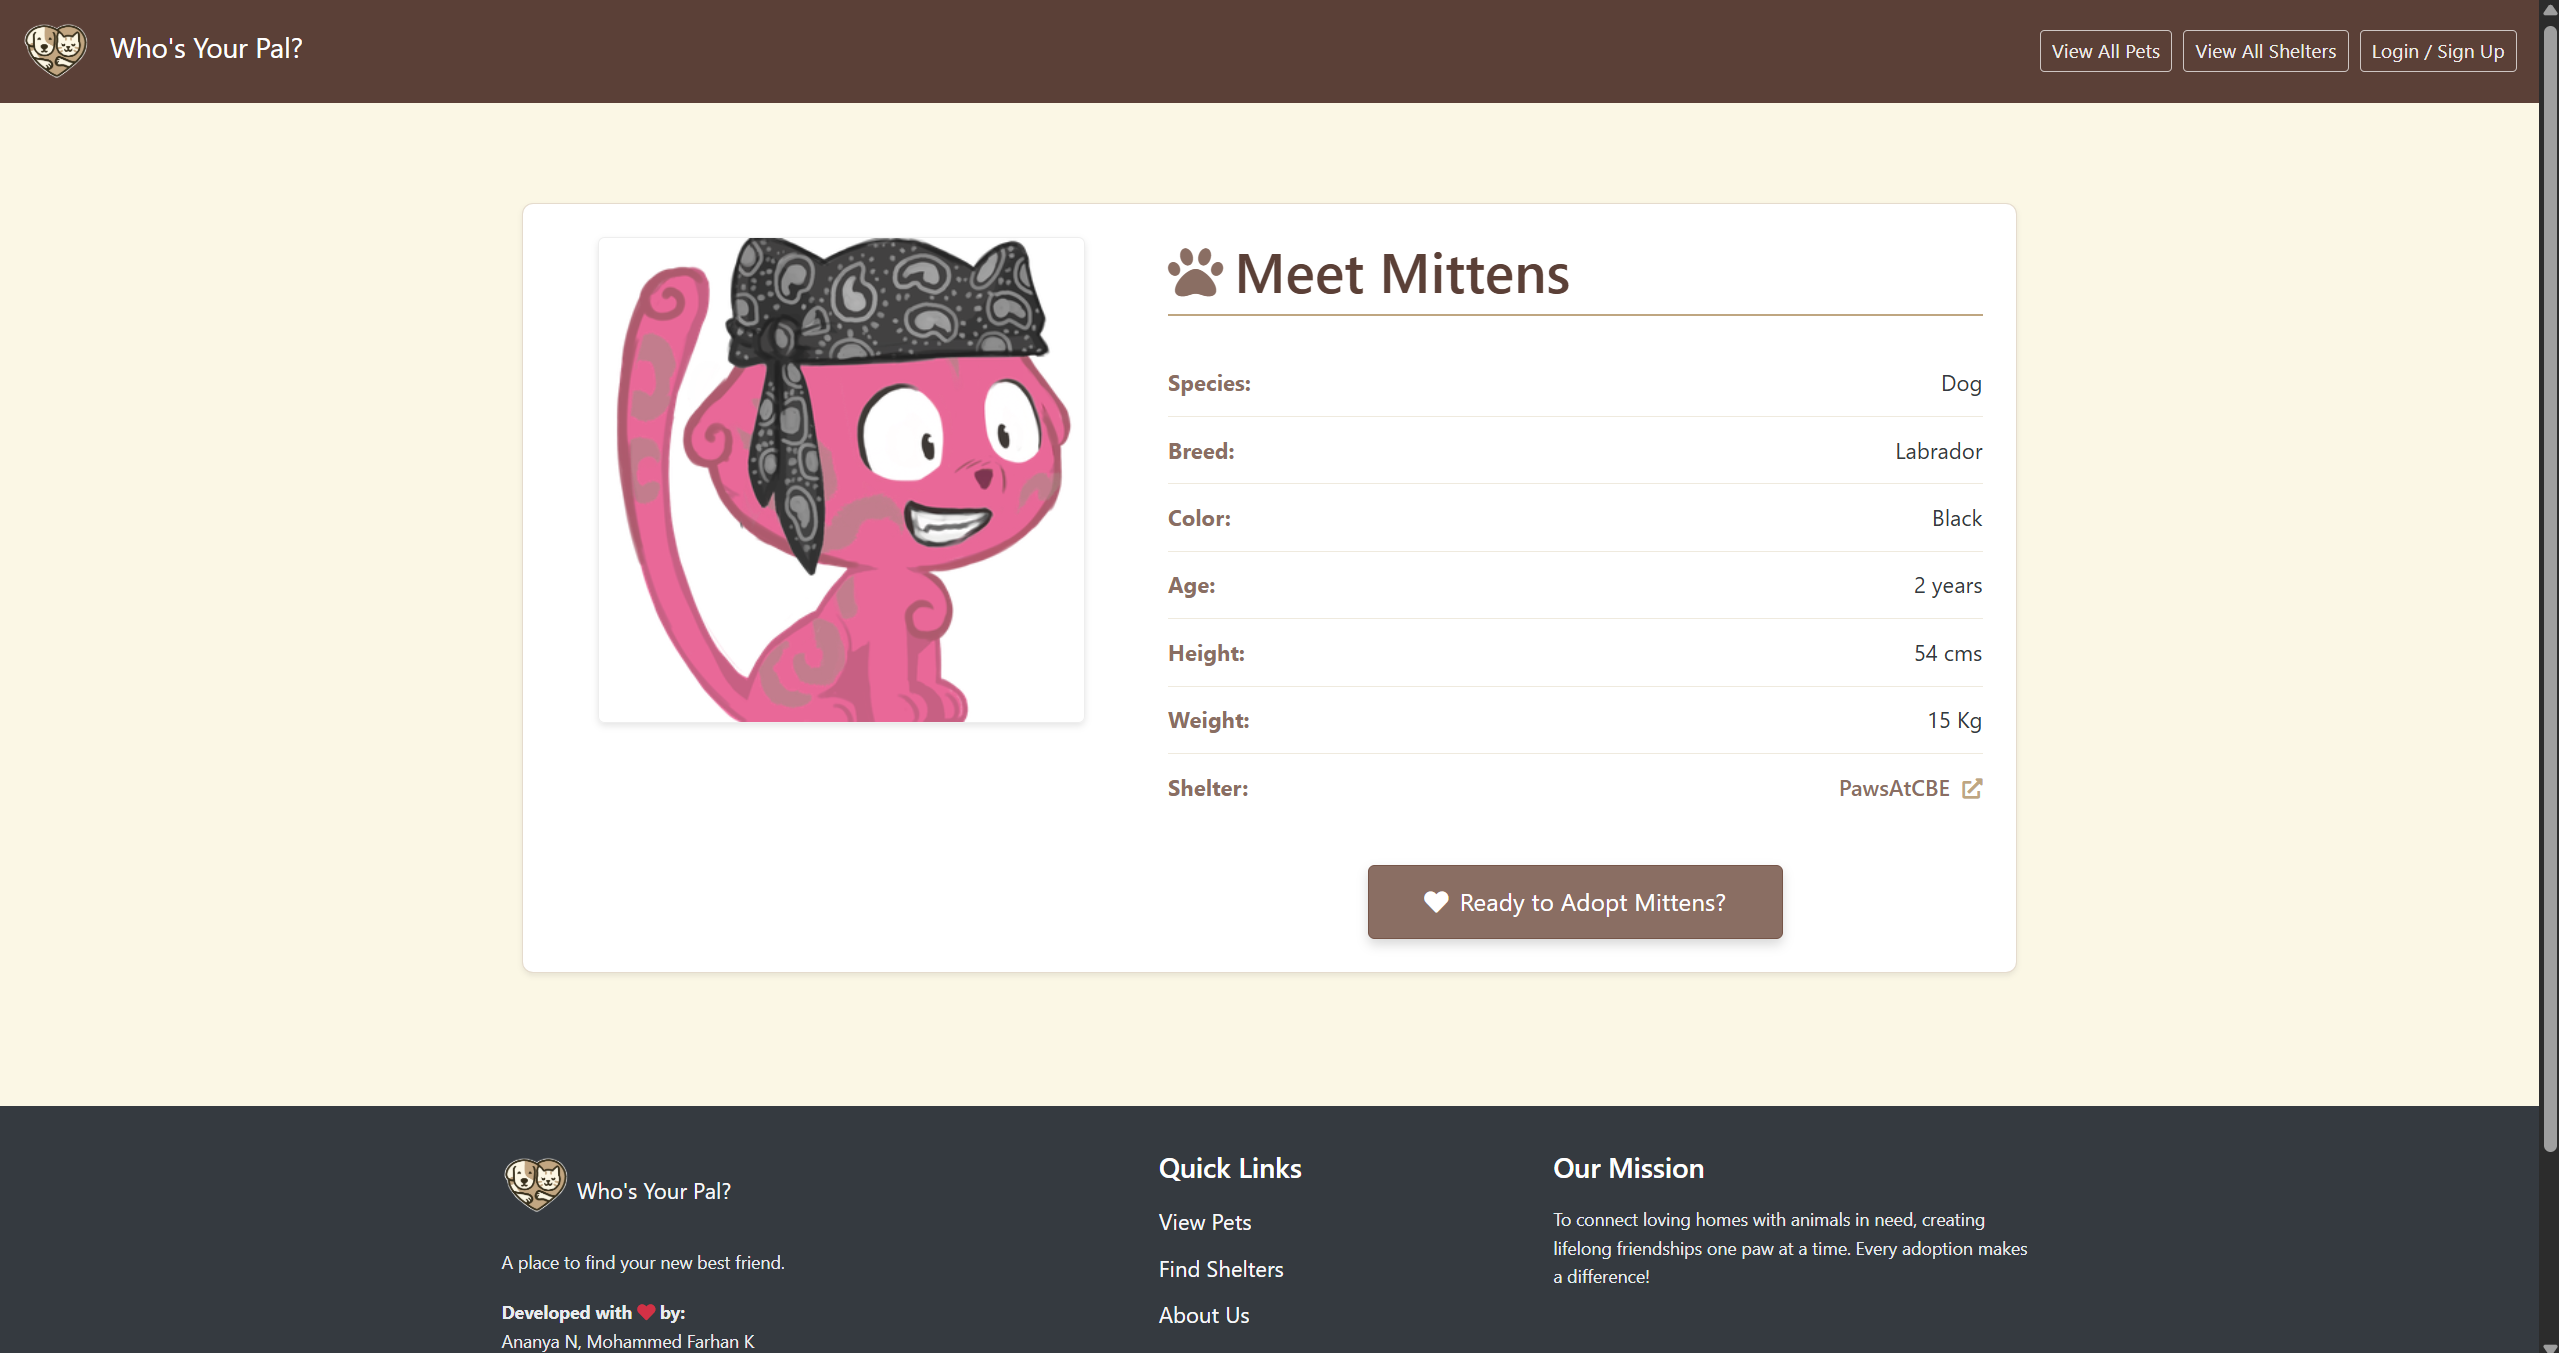 Who's Your Pal?
View All Pets
View All Shelters
Login / Sign Up
Meet Mittens
Species: Dog
Breed: Labrador
Color: Black
Age: 2 years
Height: 54 cms
Weight: 15 Kg
Shelter: PawsAtCBE
Ready to Adopt Mittens?
Who's Your Pal?
A place to find your new best friend.
Developed with ❤ by:
Ananya N, Mohammed Farhan K
Quick Links
View Pets
Find Shelters
About Us
Our Mission
To connect loving homes with animals in need, creating
lifelong friendships one paw at a time. Every adoption makes
a difference!